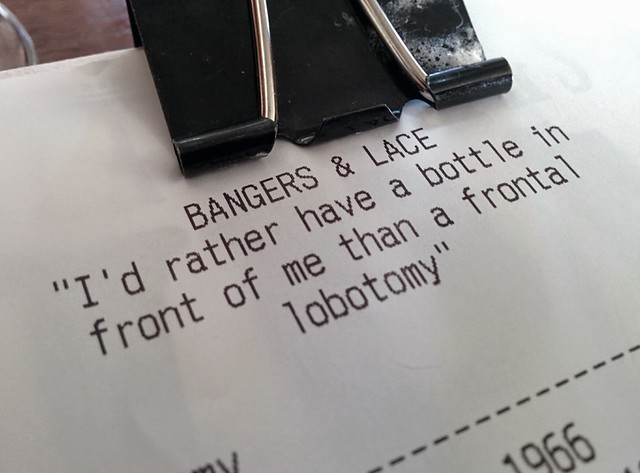 BANGERS & LACE
"I'd rather have a bottle in
front of me than a frontal
lobotomy"
1966